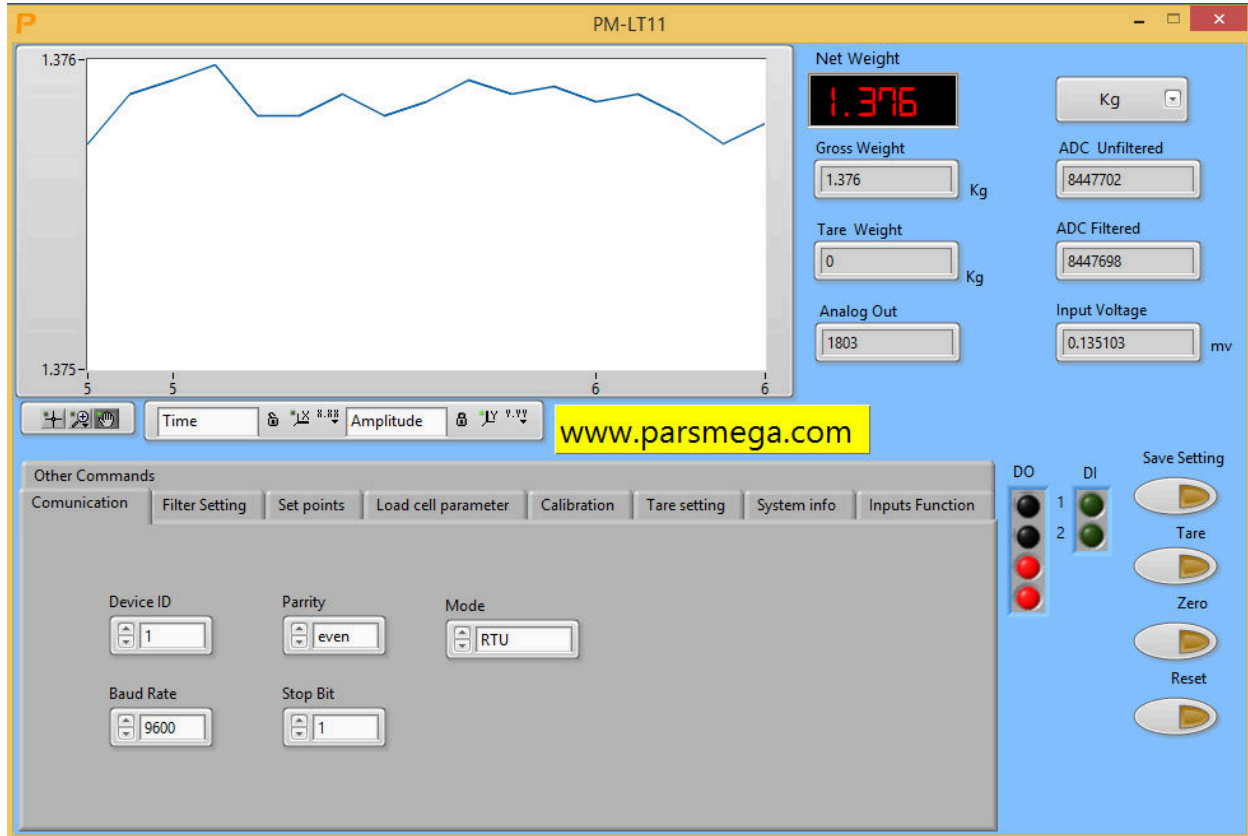 P
PM-LT11
1.376
1.375
5 5 6 6
Net Weight
1.376
Kg
Gross Weight
1.376
Kg
ADC Unfiltered
8447702
Tare Weight
0
Kg
ADC Filtered
8447698
Analog Out
1803
Input Voltage
0.135103
mv
Time
X.XX
Amplitude
Y.YY
www.parsmega.com
Other Commands
Comunication Filter Setting Set points Load cell parameter Calibration Tare setting System info Inputs Function
Device ID
1
Parrity
even
Mode
RTU
Baud Rate
9600
Stop Bit
1
DO DI
1
2
Save Setting
Tare
Zero
Reset